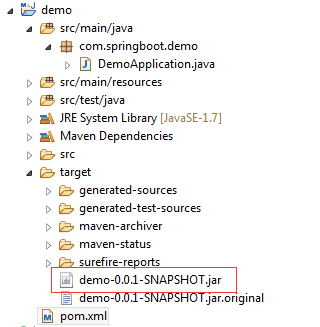 demo
src/main/java
com.springboot.demo
DemoApplication.java
src/main/resources
src/test/java
JRE System Library [JavaSE-1.7]
Maven Dependencies
src
target
generated-sources
generated-test-sources
maven-archiver
maven-status
surefire-reports
demo-0.0.1-SNAPSHOT.jar
demo-0.0.1-SNAPSHOT.jar.original
pom.xml